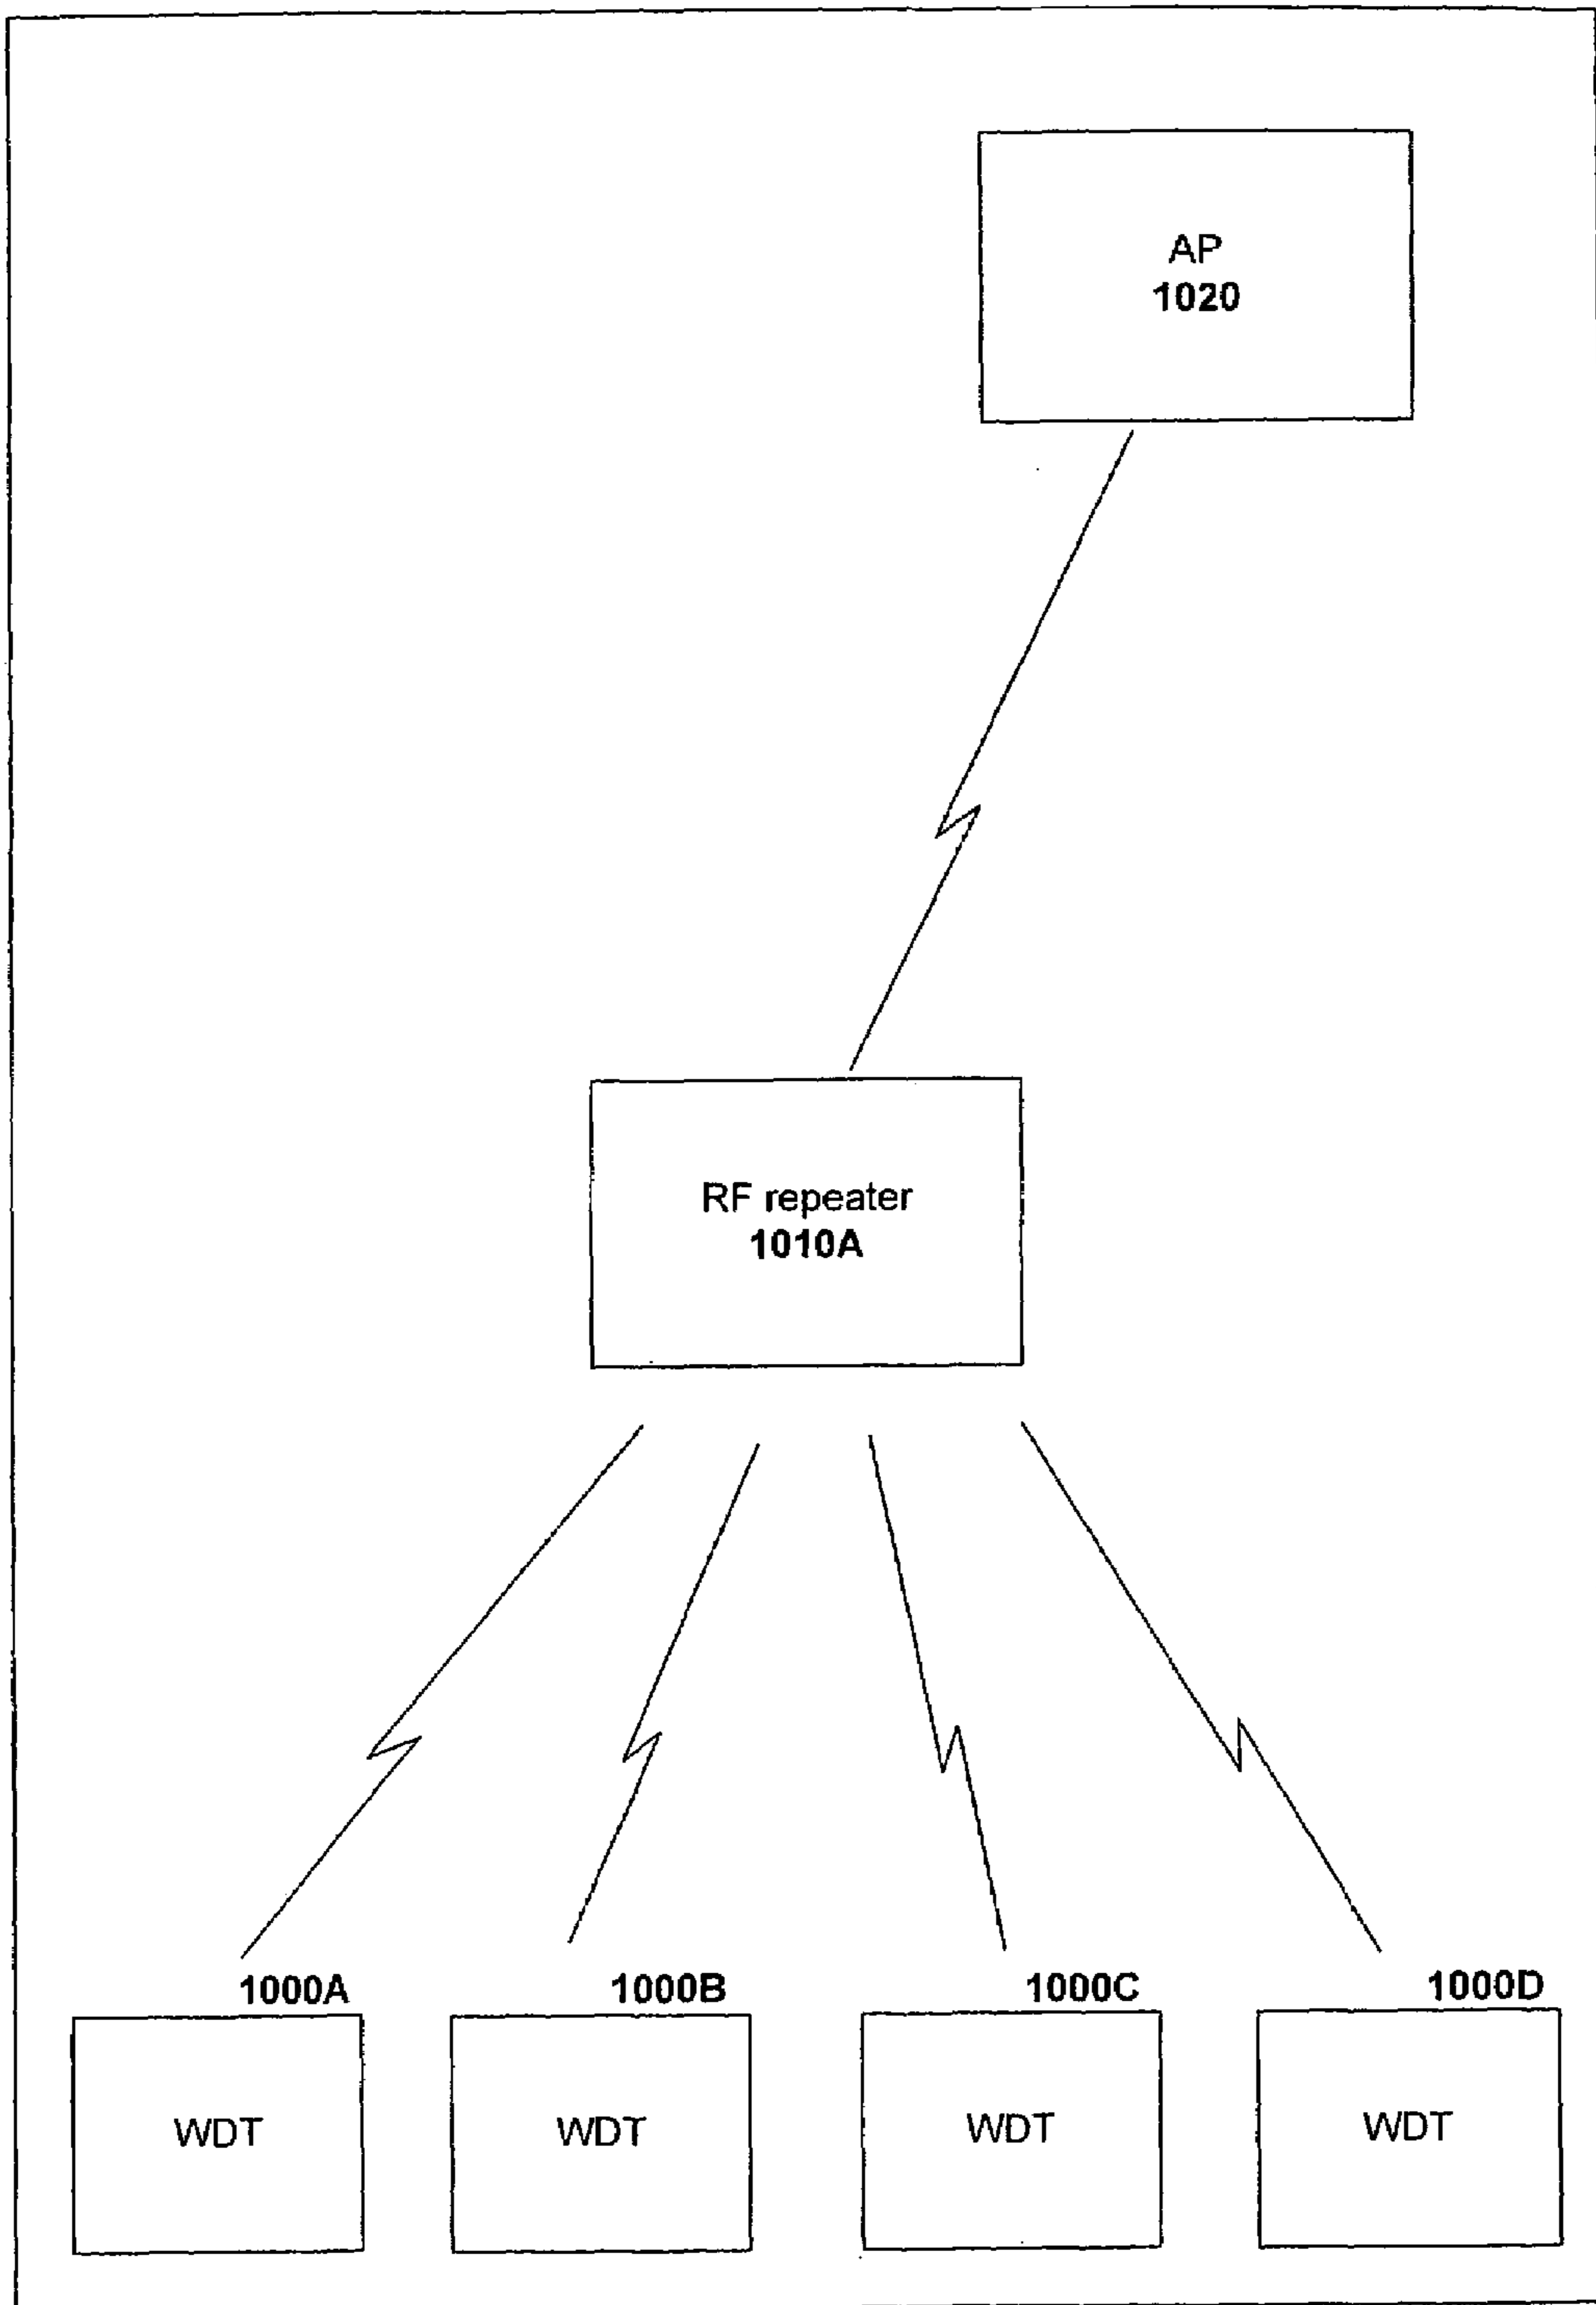 AP
1020
RF repeater
1010A
1000A 1000B 1000C 1000D
WDT WDT WDT WDT